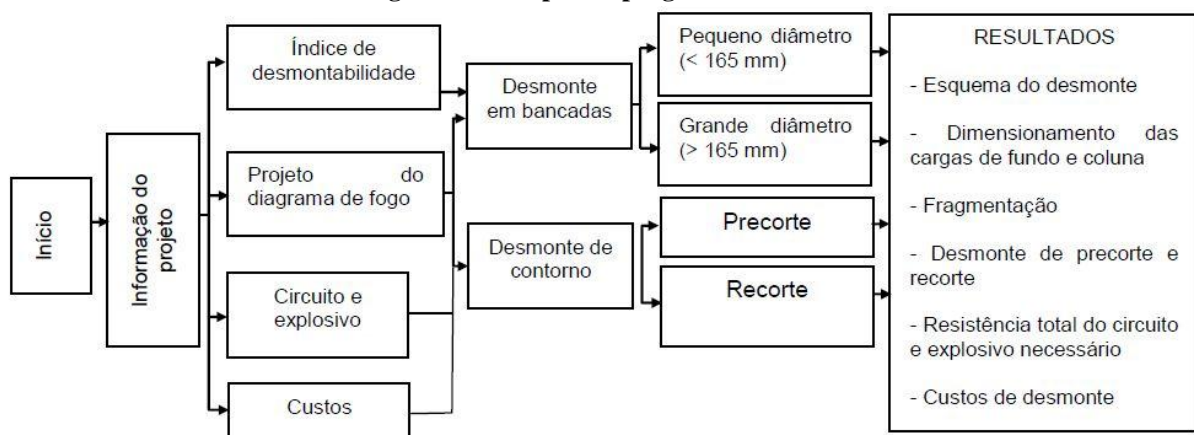 Início
Informação do
projeto
Índice de
desmontabilidade
Projeto do
diagrama de fogo
Circuito e
explosivo
Custos
Desmonte
em bancadas
Desmonte de
contorno
Pequeno diâmetro
(< 165 mm)
Grande diâmetro
(> 165 mm)
Precorte
Recorte
RESULTADOS
- Esquema do desmonte
- Dimensionamento das
cargas de fundo e coluna
- Fragmentação
- Desmonte de precorte e
recorte
- Resistência total do circuito
e explosivo necessário
- Custos de desmonte